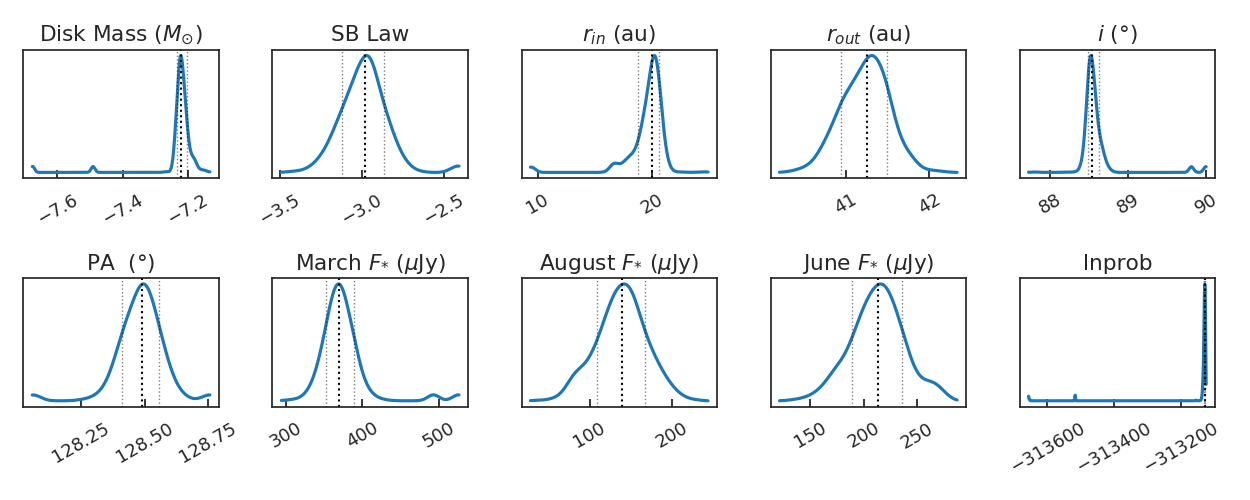 Disk Mass (M⊙) SB Law r_in (au) r_out (au) i (°)
−7.6 −7.4 −7.2 −3.5 −3.0 −2.5 10 20 41 42 88 89 90
PA (°) March F* (μJy) August F* (μJy) June F* (μJy) lnprob
128.25 128.50 128.75 300 400 500 100 200 150 200 250 −313600 −313400 −313200